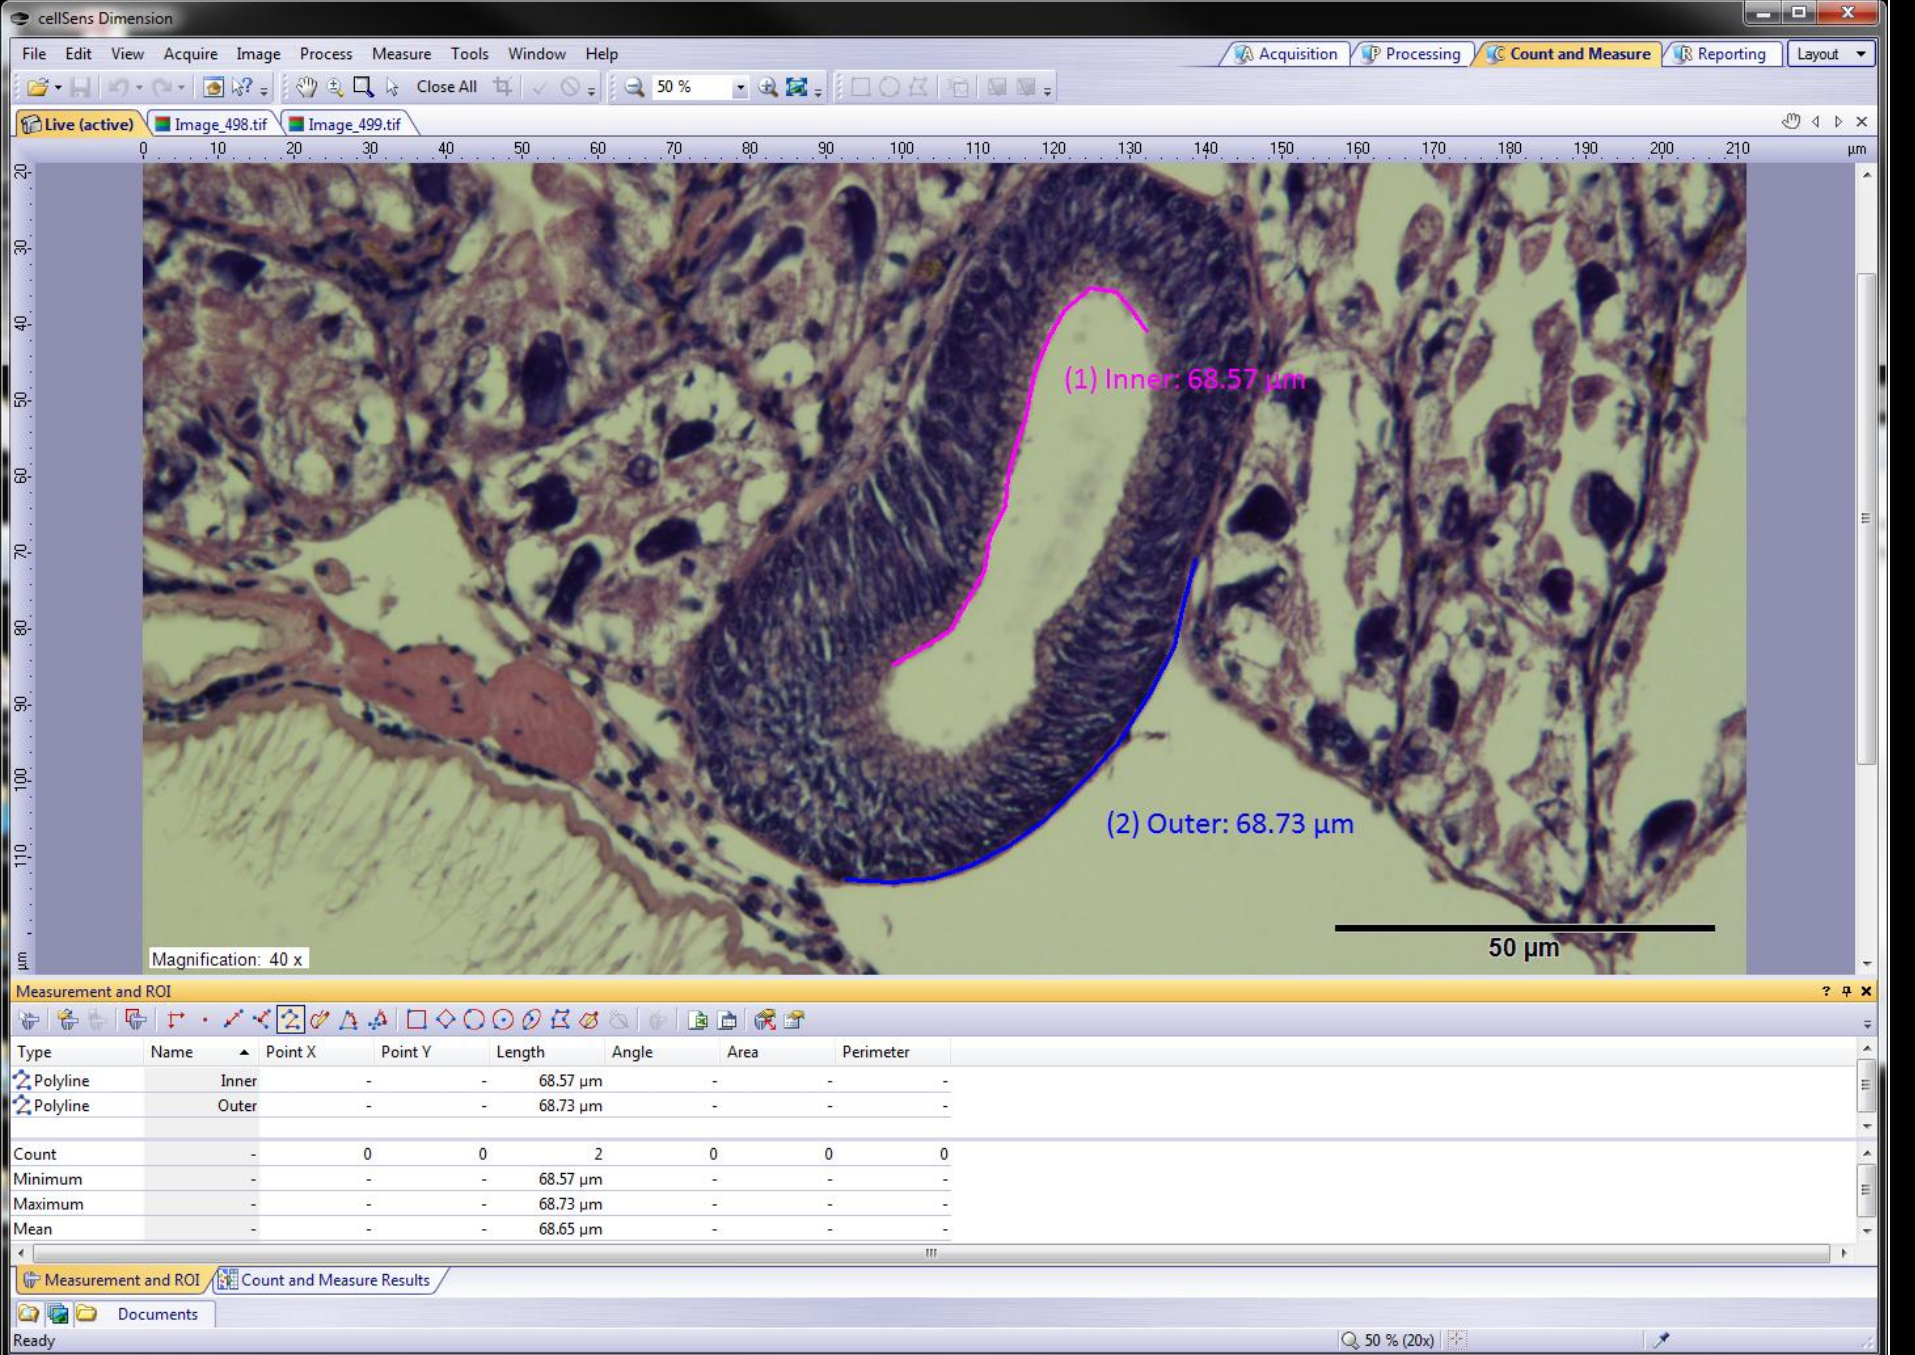 cellSens Dimension
File Edit View Acquire Image Process Measure Tools Window Help
Acquisition Processing Count and Measure Reporting Layout
Close All 50 %
Live (active) Image_498.tif Image_499.tif
0 10 20 30 40 50 60 70 80 90 100 110 120 130 140 150 160 170 180 190 200 210 µm
20
30
40
50
60
70
80
90
100
110
µm
(1) Inner: 68.57 µm
(2) Outer: 68.73 µm
50 µm
Magnification: 40 x
Measurement and ROI
Type Name Point X Point Y Length Angle Area Perimeter
Polyline Inner - - 68.57 µm - - -
Polyline Outer - - 68.73 µm - - -
Count - 0 0 2 0 0 0
Minimum - - - 68.57 µm - - -
Maximum - - - 68.73 µm - - -
Mean - - - 68.65 µm - - -
Measurement and ROI Count and Measure Results
Documents
Ready 50 % (20x)